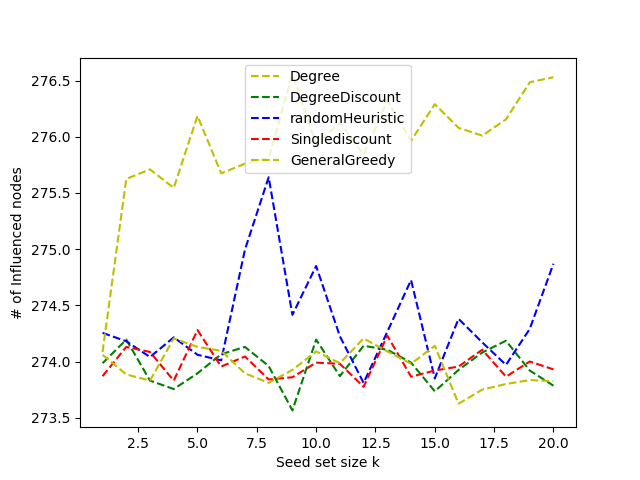 Degree
DegreeDiscount
randomHeuristic
Singlediscount
GeneralGreedy
276.5
276.0
275.5
275.0
274.5
274.0
273.5
# of Influenced nodes
2.5 5.0 7.5 10.0 12.5 15.0 17.5 20.0
Seed set size k